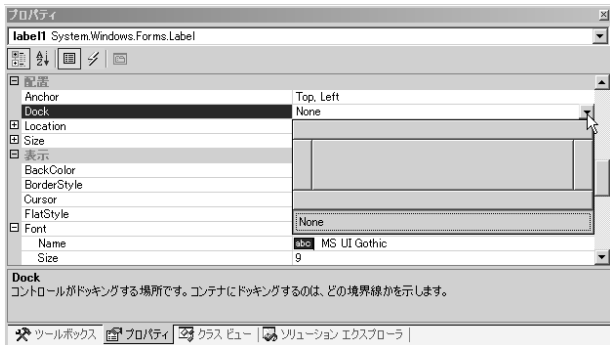 プロパティ
label1 System.Windows.Forms.Label
配置
Anchor Top, Left
Dock None
Location
Size
表示
BackColor
BorderStyle
Cursor
FlatStyle
None
Font
Name abc MS UI Gothic
Size 9
Dock
コントロールがドッキングする場所です。コンテナにドッキングするのは、どの境界線かを示します。
ツールボックス プロパティ クラス ビュー ソリューション エクスプローラ